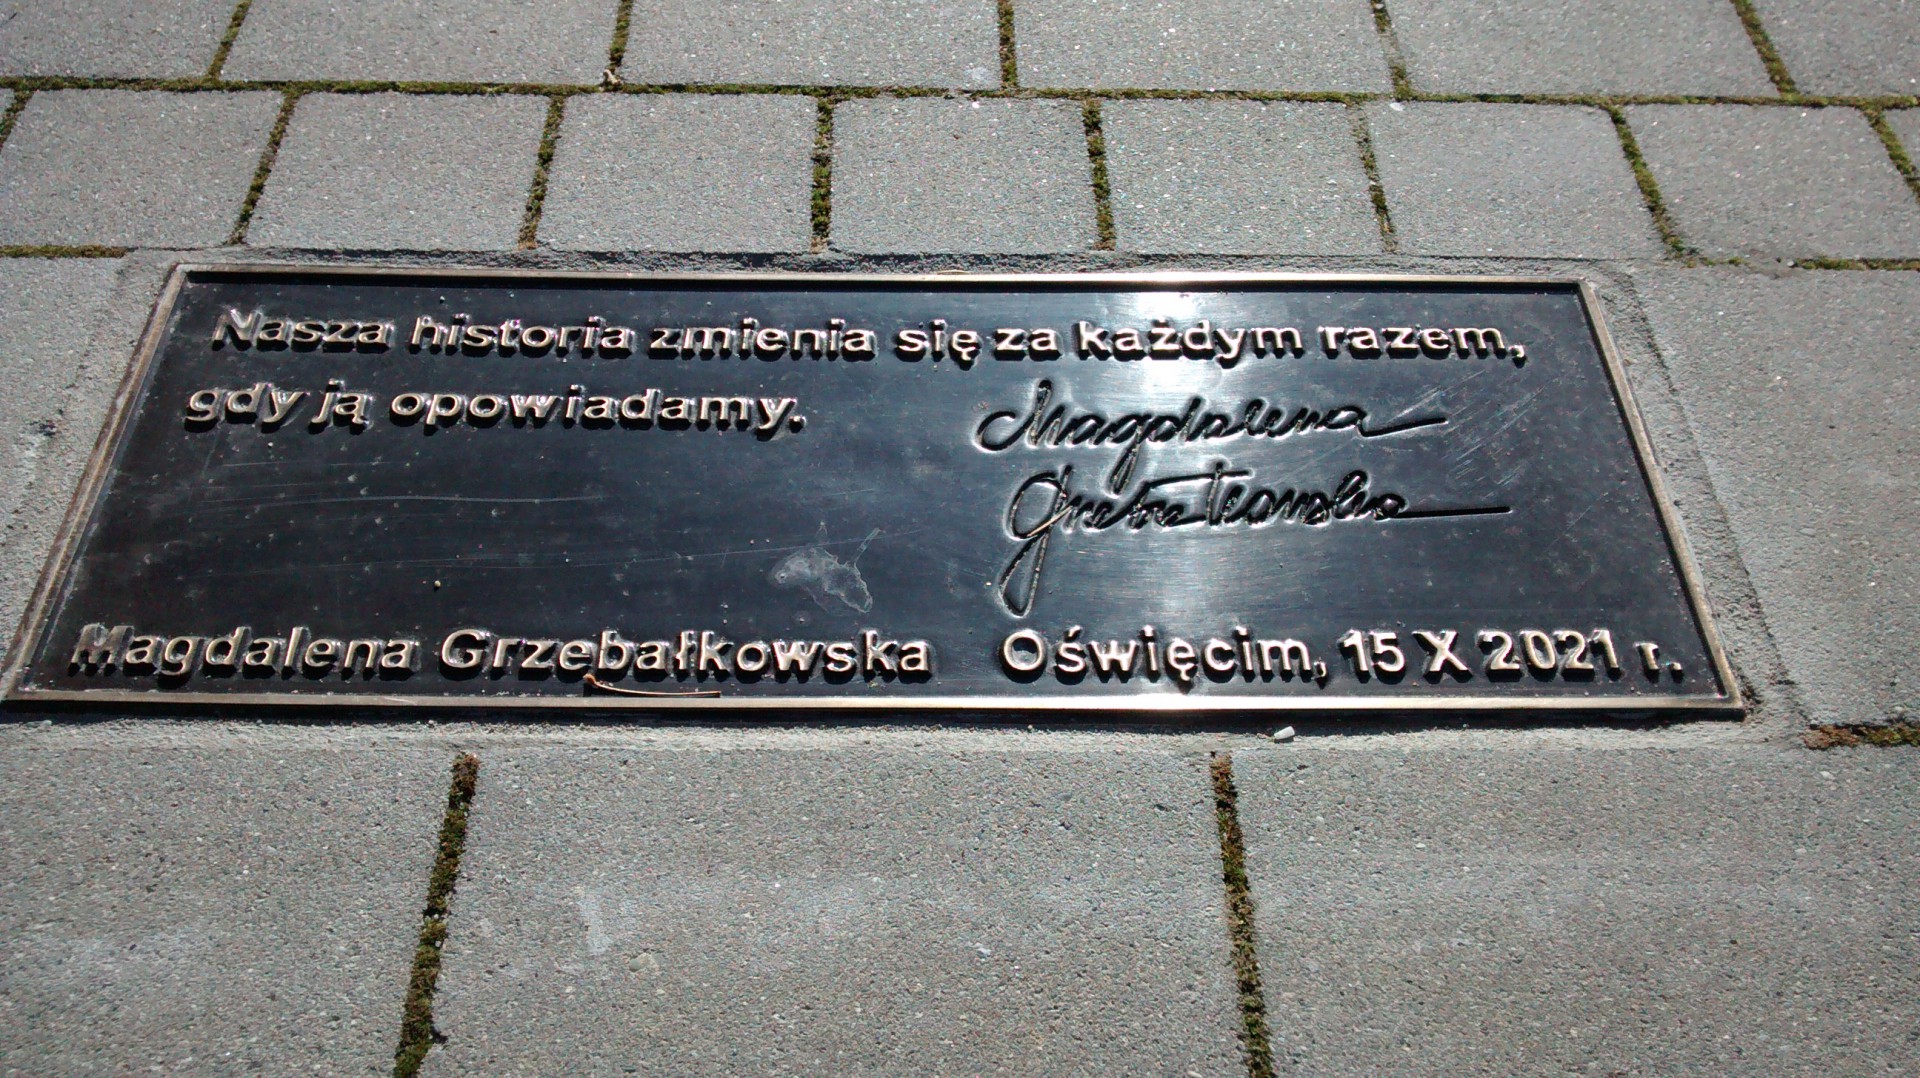 Nasza historia zmienia się za każdym razem,
gdy ją opowiadamy.
Magdalena
Grzebałkowska
Magdalena Grzebałkowska Oświęcim, 15 X 2021 r.